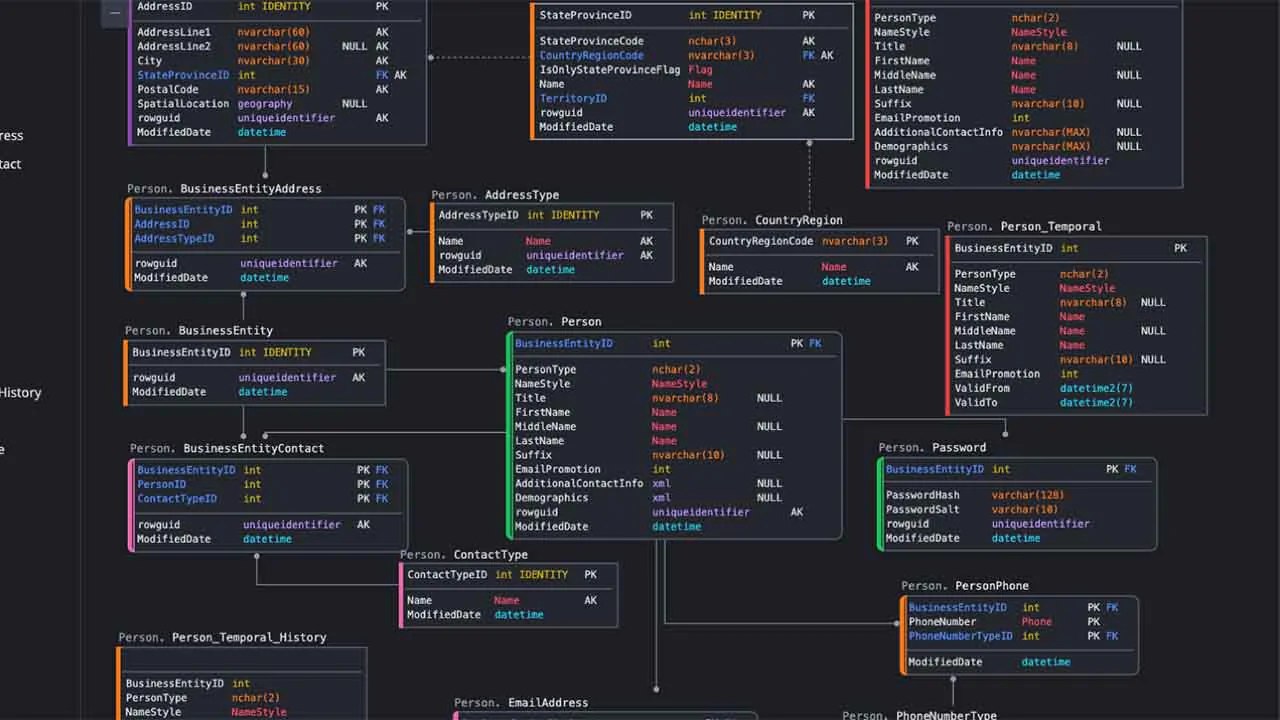 ress
tact
History
e
AddressID int IDENTITY PK
AddressLine1 nvarchar(60) AK
AddressLine2 nvarchar(60) NULL AK
City nvarchar(30) AK
StateProvinceID int FK AK
PostalCode nvarchar(15) AK
SpatialLocation geography NULL
rowguid uniqueidentifier AK
ModifiedDate datetime
StateProvinceID int IDENTITY PK
StateProvinceCode nchar(3) AK
CountryRegionCode nvarchar(3) FK AK
IsOnlyStateProvinceFlag Flag
Name Name AK
TerritoryID int FK
rowguid uniqueidentifier AK
ModifiedDate datetime
PersonType nchar(2)
NameStyle NameStyle
Title nvarchar(8) NULL
FirstName Name
MiddleName Name NULL
LastName Name
Suffix nvarchar(10) NULL
EmailPromotion int
AdditionalContactInfo nvarchar(MAX) NULL
Demographics nvarchar(MAX) NULL
rowguid uniqueidentifier
ModifiedDate datetime
Person. BusinessEntityAddress
BusinessEntityID int PK FK
AddressID int PK FK
AddressTypeID int PK FK
rowguid uniqueidentifier AK
ModifiedDate datetime
Person. AddressType
AddressTypeID int IDENTITY PK
Name Name AK
rowguid uniqueidentifier AK
ModifiedDate datetime
Person. CountryRegion
CountryRegionCode nvarchar(3) PK
Name Name AK
ModifiedDate datetime
Person. Person_Temporal
BusinessEntityID int PK
PersonType nchar(2)
NameStyle NameStyle
Title nvarchar(8) NULL
FirstName Name
MiddleName Name NULL
LastName Name
Suffix nvarchar(10) NULL
EmailPromotion int
ValidFrom datetime2(7)
ValidTo datetime2(7)
Person. BusinessEntity
BusinessEntityID int IDENTITY PK
rowguid uniqueidentifier AK
ModifiedDate datetime
Person. Person
BusinessEntityID int PK FK
PersonType nchar(2)
NameStyle NameStyle
Title nvarchar(8) NULL
FirstName Name
MiddleName Name NULL
LastName Name
Suffix nvarchar(10) NULL
EmailPromotion int
AdditionalContactInfo xml NULL
Demographics xml NULL
rowguid uniqueidentifier AK
ModifiedDate datetime
Person. BusinessEntityContact
BusinessEntityID int PK FK
PersonID int PK FK
ContactTypeID int PK FK
rowguid uniqueidentifier AK
ModifiedDate datetime
Person. Password
BusinessEntityID int PK FK
PasswordHash varchar(128)
PasswordSalt varchar(10)
rowguid uniqueidentifier
ModifiedDate datetime
Person. ContactType
ContactTypeID int IDENTITY PK
Name Name AK
ModifiedDate datetime
Person. PersonPhone
BusinessEntityID int PK FK
PhoneNumber Phone PK
PhoneNumberTypeID int PK FK
ModifiedDate datetime
Person. Person_Temporal_History
BusinessEntityID int
PersonType nchar(2)
NameStyle NameStyle
Person. EmailAddress
Person. PhoneNumberType